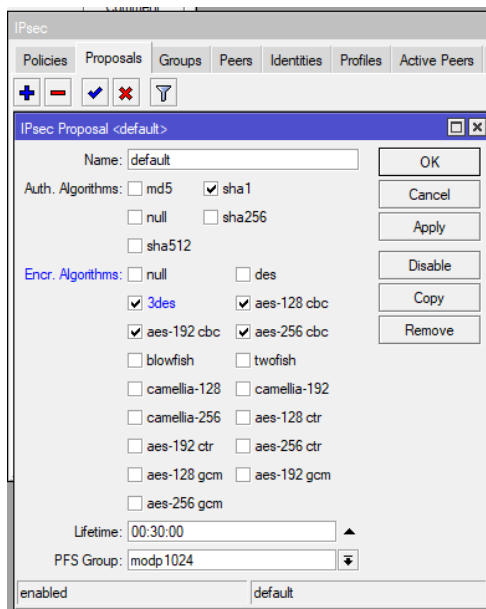 IPsec
Policies Proposals Groups Peers Identities Profiles Active Peers
IPsec Proposal <default>
Name: default
OK
Auth. Algorithms: md5 sha1
Cancel
null sha256
Apply
sha512
Encr. Algorithms: null des
Disable
3des aes-128 cbc
Copy
aes-192 cbc aes-256 cbc
Remove
blowfish twofish
camellia-128 camellia-192
camellia-256 aes-128 ctr
aes-192 ctr aes-256 ctr
aes-128 gcm aes-192 gcm
aes-256 gcm
Lifetime: 00:30:00
PFS Group: modp1024
enabled default